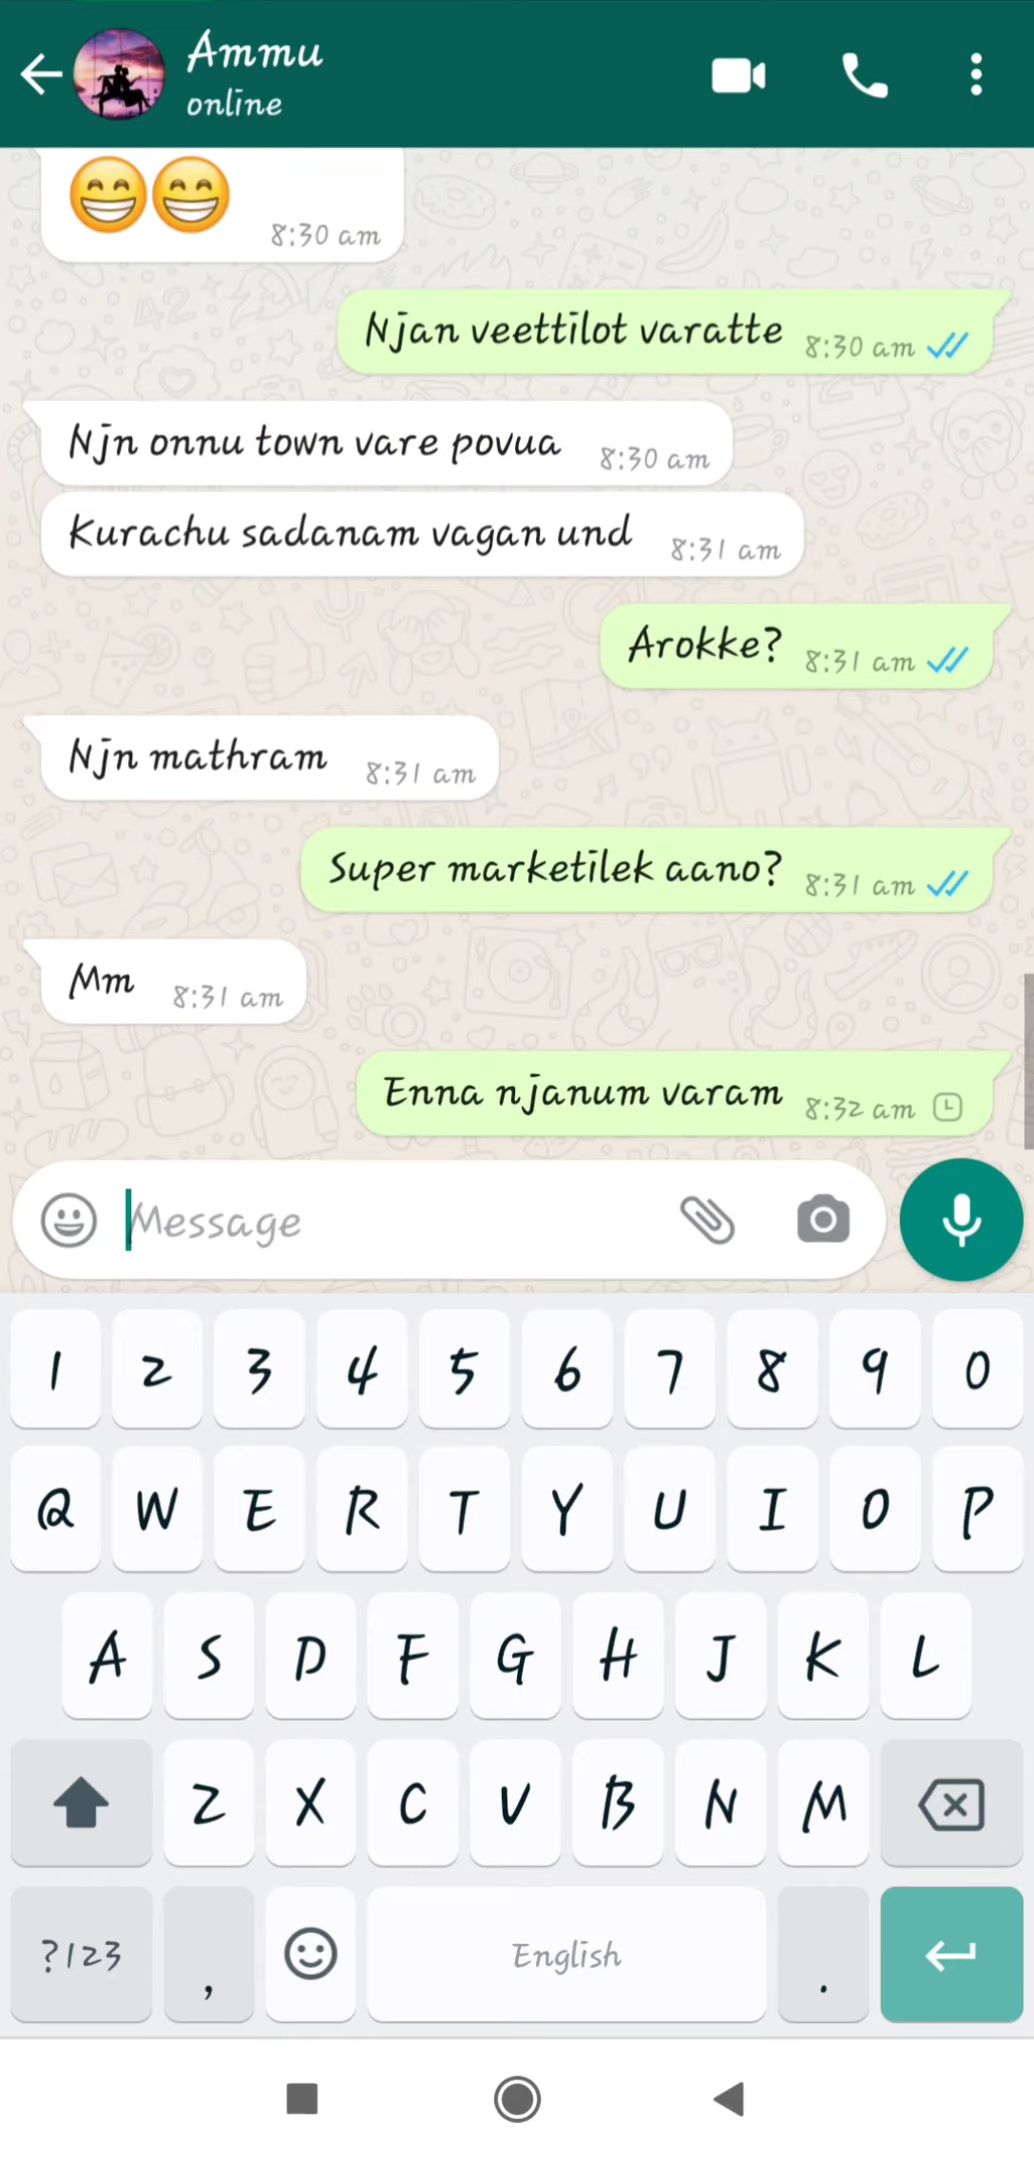 Ammu
online
8:30 am
Njan veettilot varatte 8:30 am
Njn onnu town vare povua 8:30 am
Kurachu sadanam vagan und 8:31 am
Arokke? 8:31 am
Njn mathram 8:31 am
Super marketilek aano? 8:31 am
Mm 8:31 am
Enna njanum varam 8:32 am
Message
1 2 3 4 5 6 7 8 9 0
Q W E R T Y U I O P
A S D F G H J K L
Z X C V B N M
?123 , English .